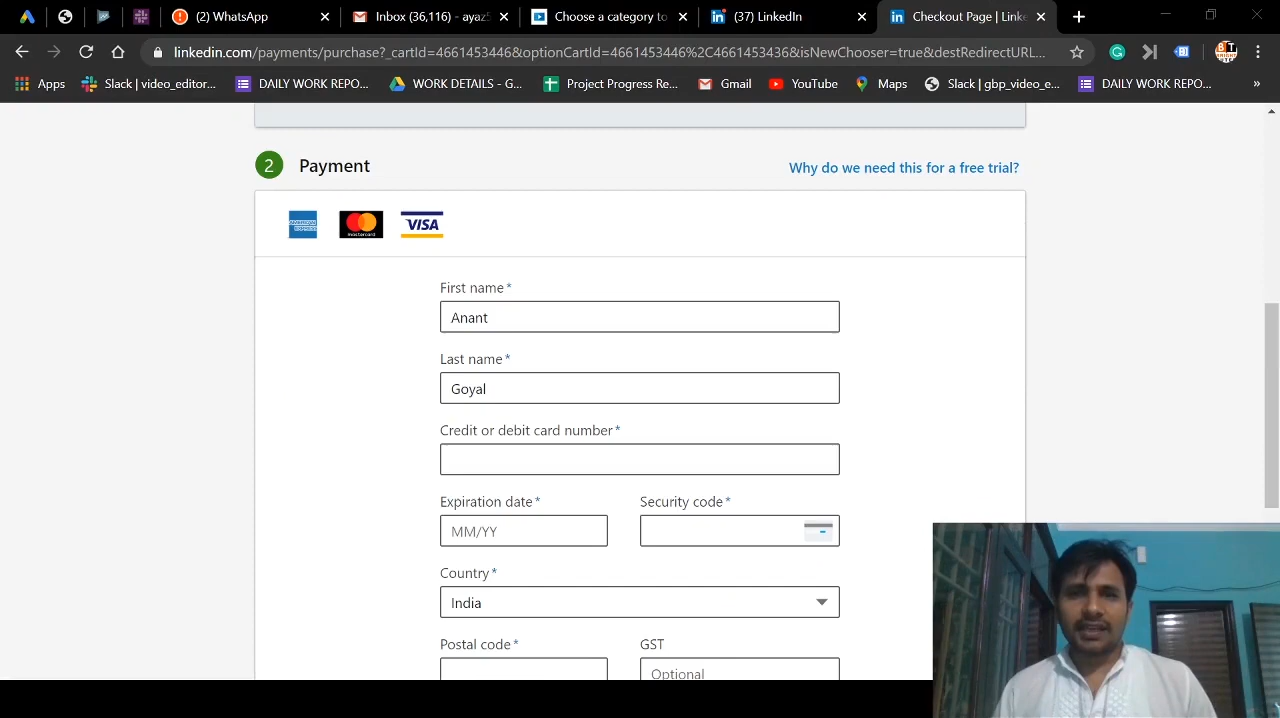 (2) WhatsApp
Inbox (36,116) - ayaz5
Choose a category to
(37) LinkedIn
Checkout Page | Linke
linkedin.com/payments/purchase?_cartId=4661453446&optionCartId=4661453446%2C4661453436&isNewChooser=true&destRedirectURL...
Apps
Slack | video_editor...
DAILY WORK REPO...
WORK DETAILS - G...
Project Progress Re...
Gmail
YouTube
Maps
Slack | gbp_video_e...
DAILY WORK REPO...
»
2 Payment
Why do we need this for a free trial?
AMERICAN EXPRESS
mastercard
VISA
First name*
Anant
Last name*
Goyal
Credit or debit card number*
Expiration date* Security code*
MM/YY
Country*
India
Postal code* GST
Optional